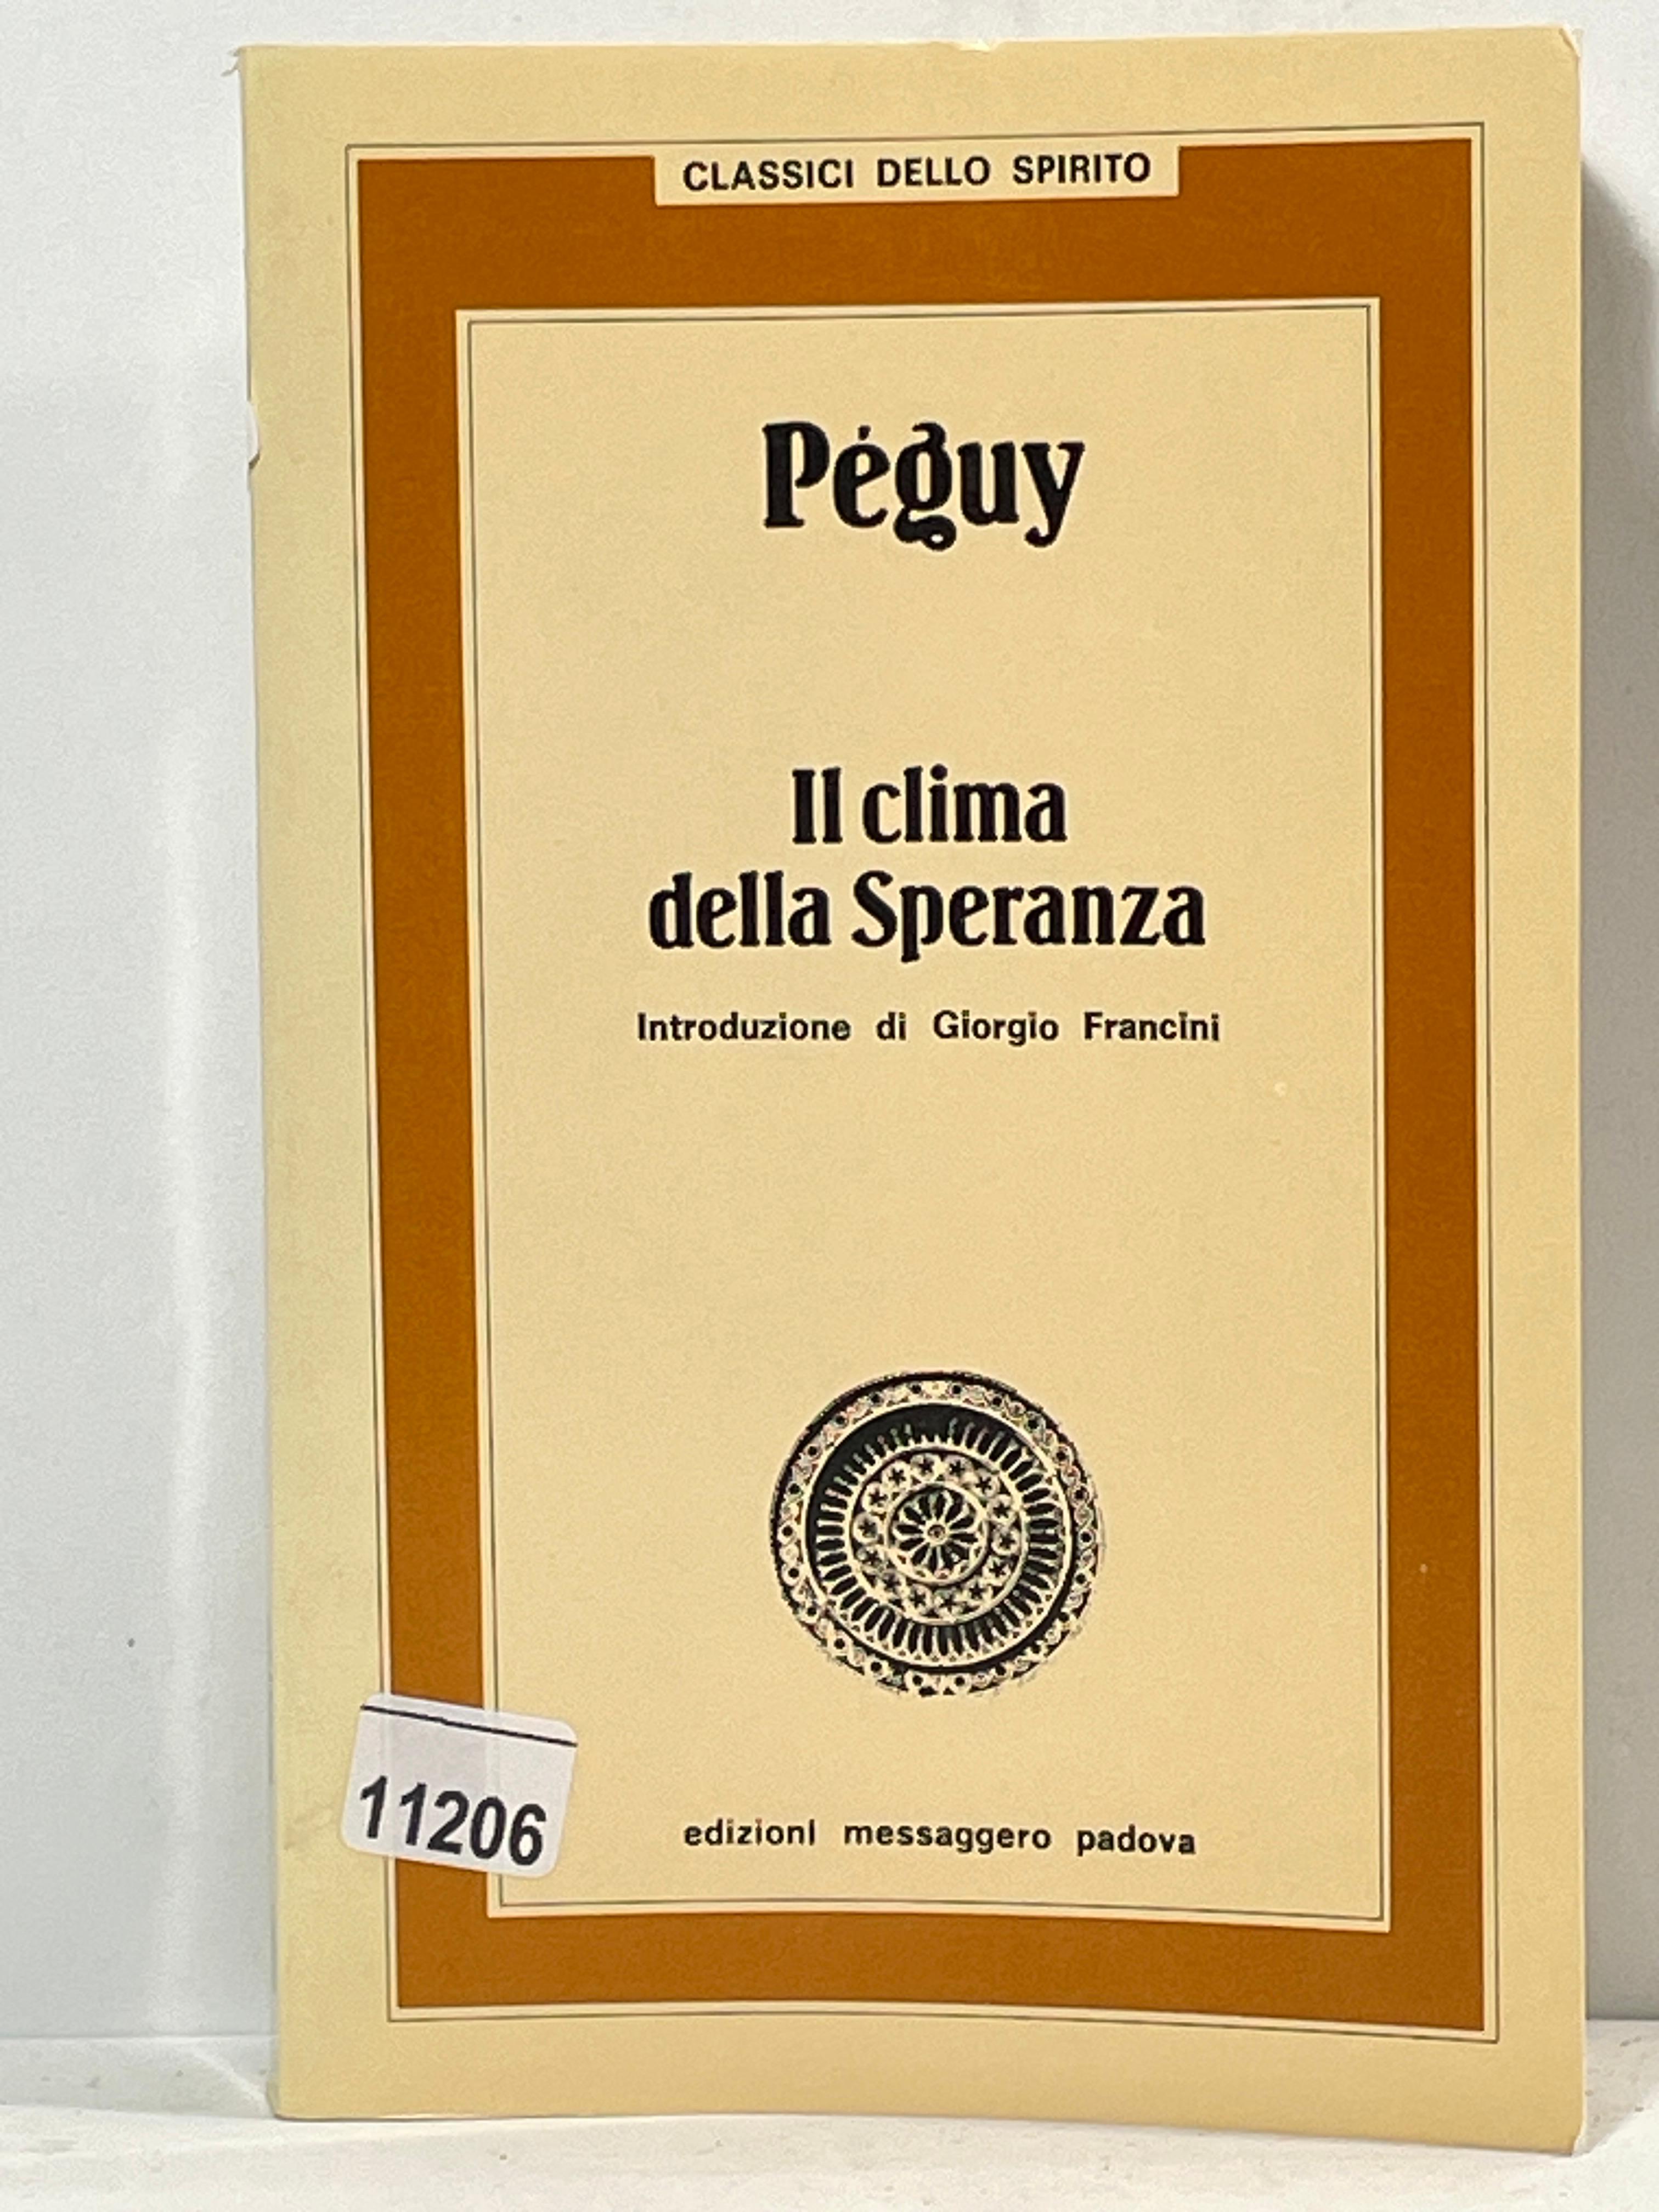 CLASSICI DELLO SPIRITO
Péguy
Il clima
della Speranza
Introduzione di Giorgio Francini
11206
edizioni messaggero padova